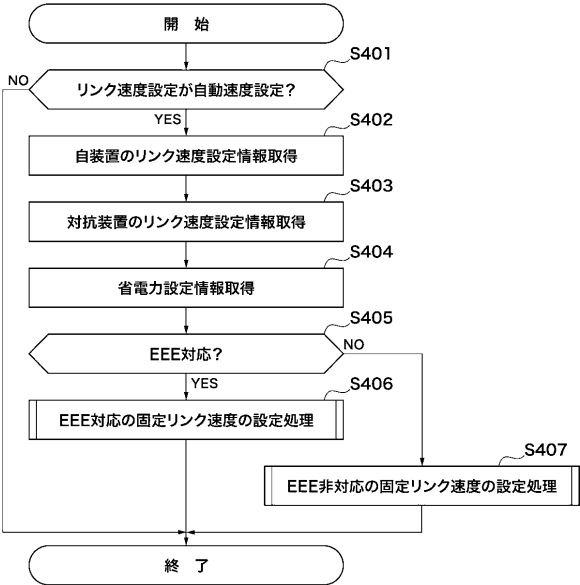 開 始
S401
NO
リンク速度設定が自動速度設定？
YES
S402
自装置のリンク速度設定情報取得
S403
対抗装置のリンク速度設定情報取得
S404
省電力設定情報取得
S405
EEE対応？
NO
YES
S406
EEE対応の固定リンク速度の設定処理
S407
EEE非対応の固定リンク速度の設定処理
終 了